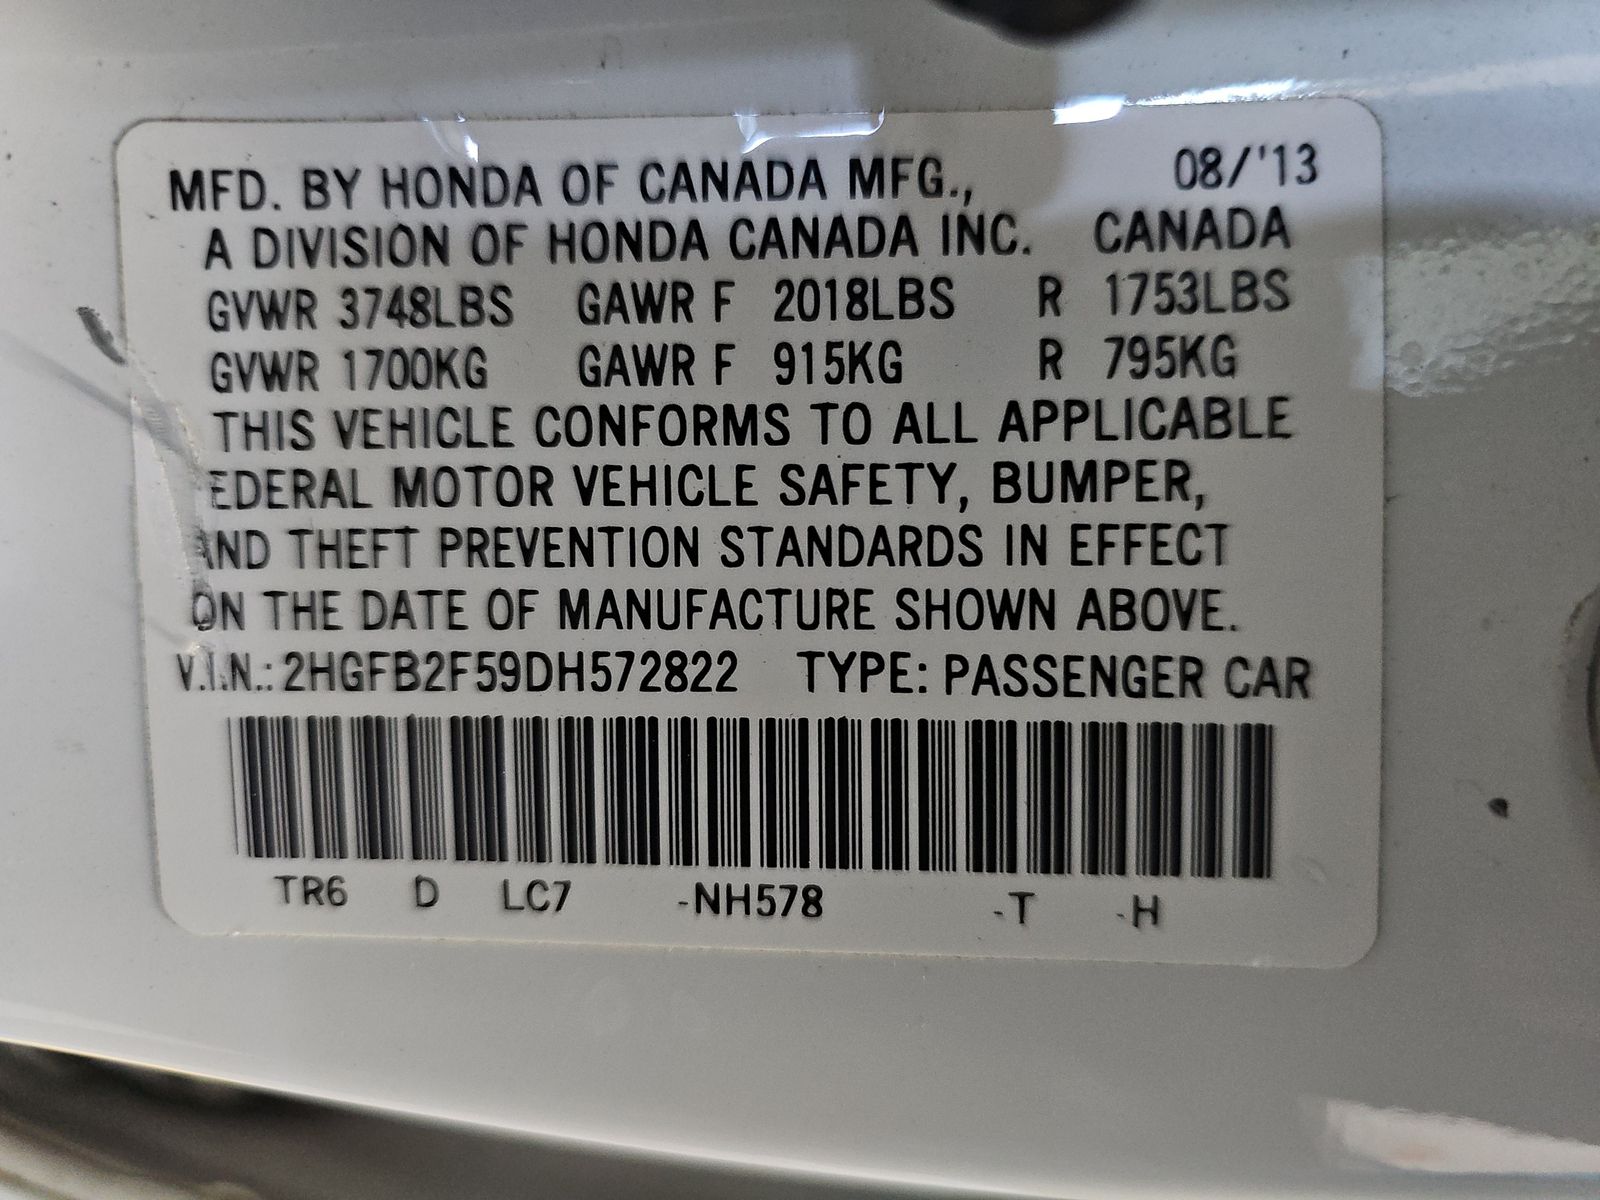 MFD. BY HONDA OF CANADA MFG., 08/'13
A DIVISION OF HONDA CANADA INC. CANADA
GVWR 3748LBS GAWR F 2018LBS R 1753LBS
GVWR 1700KG GAWR F 915KG R 795KG
THIS VEHICLE CONFORMS TO ALL APPLICABLE
EDERAL MOTOR VEHICLE SAFETY, BUMPER,
AND THEFT PREVENTION STANDARDS IN EFFECT
ON THE DATE OF MANUFACTURE SHOWN ABOVE.
V.I.N.: 2HGFB2F59DH572822 TYPE: PASSENGER CAR
TR6 D LC7 -NH578 -T -H